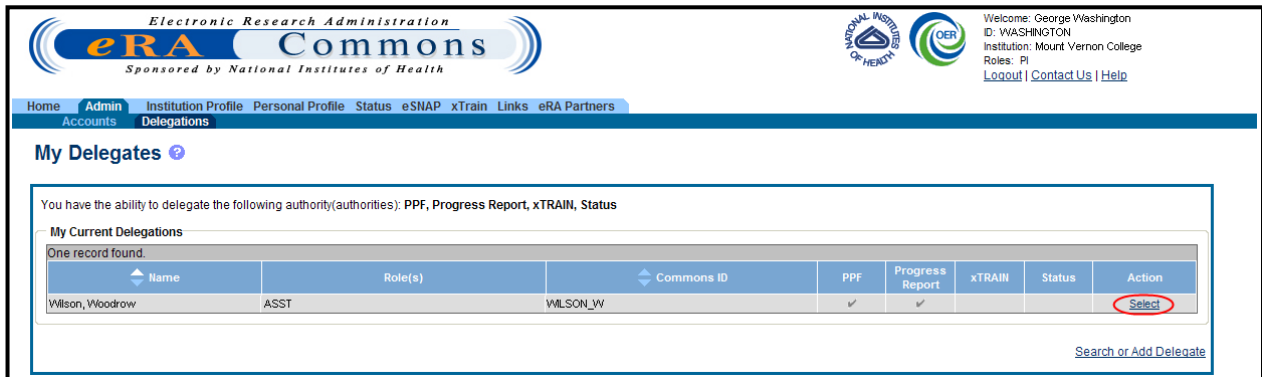 Electronic Research Administration
eRA Commons
Sponsored by National Institutes of Health
NATIONAL INSTITUTES OF HEALTH
OER
Welcome: George Washington
ID: WASHINGTON
Institution: Mount Vernon College
Roles: PI
Logout | Contact Us | Help
Home Admin Institution Profile Personal Profile Status eSNAP xTrain Links eRA Partners
Accounts Delegations
My Delegates ?
You have the ability to delegate the following authority(authorities): PPF, Progress Report, xTRAIN, Status
My Current Delegations
One record found.
Name Role(s) Commons ID PPF Progress Report xTRAIN Status Action
Wilson, Woodrow ASST WILSON_W ✔ ✔ Select
Search or Add Delegate